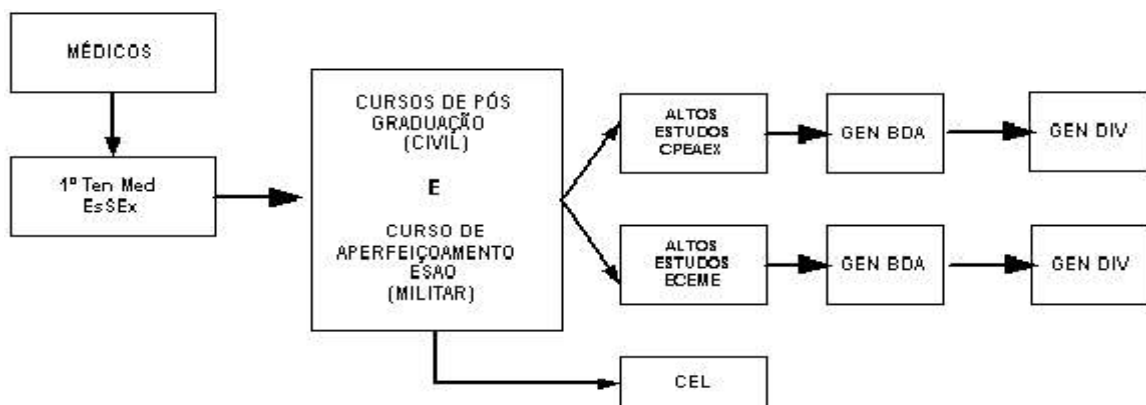 MÉDICOS
1º Ten Med
EsSEx
CURSOS DE PÓS
GRADUAÇÃO
(CIVIL)
E
CURSO DE
APERFEIÇOAMENTO
ESAO
(MILITAR)
ALTOS
ESTUDOS
CPEAEX
GEN BDA
GEN DIV
ALTOS
ESTUDOS
ECEME
GEN BDA
GEN DIV
CEL